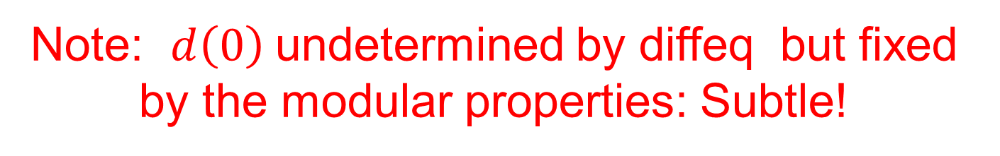 Note: d(0) undetermined by diffeq but fixed
by the modular properties: Subtle!